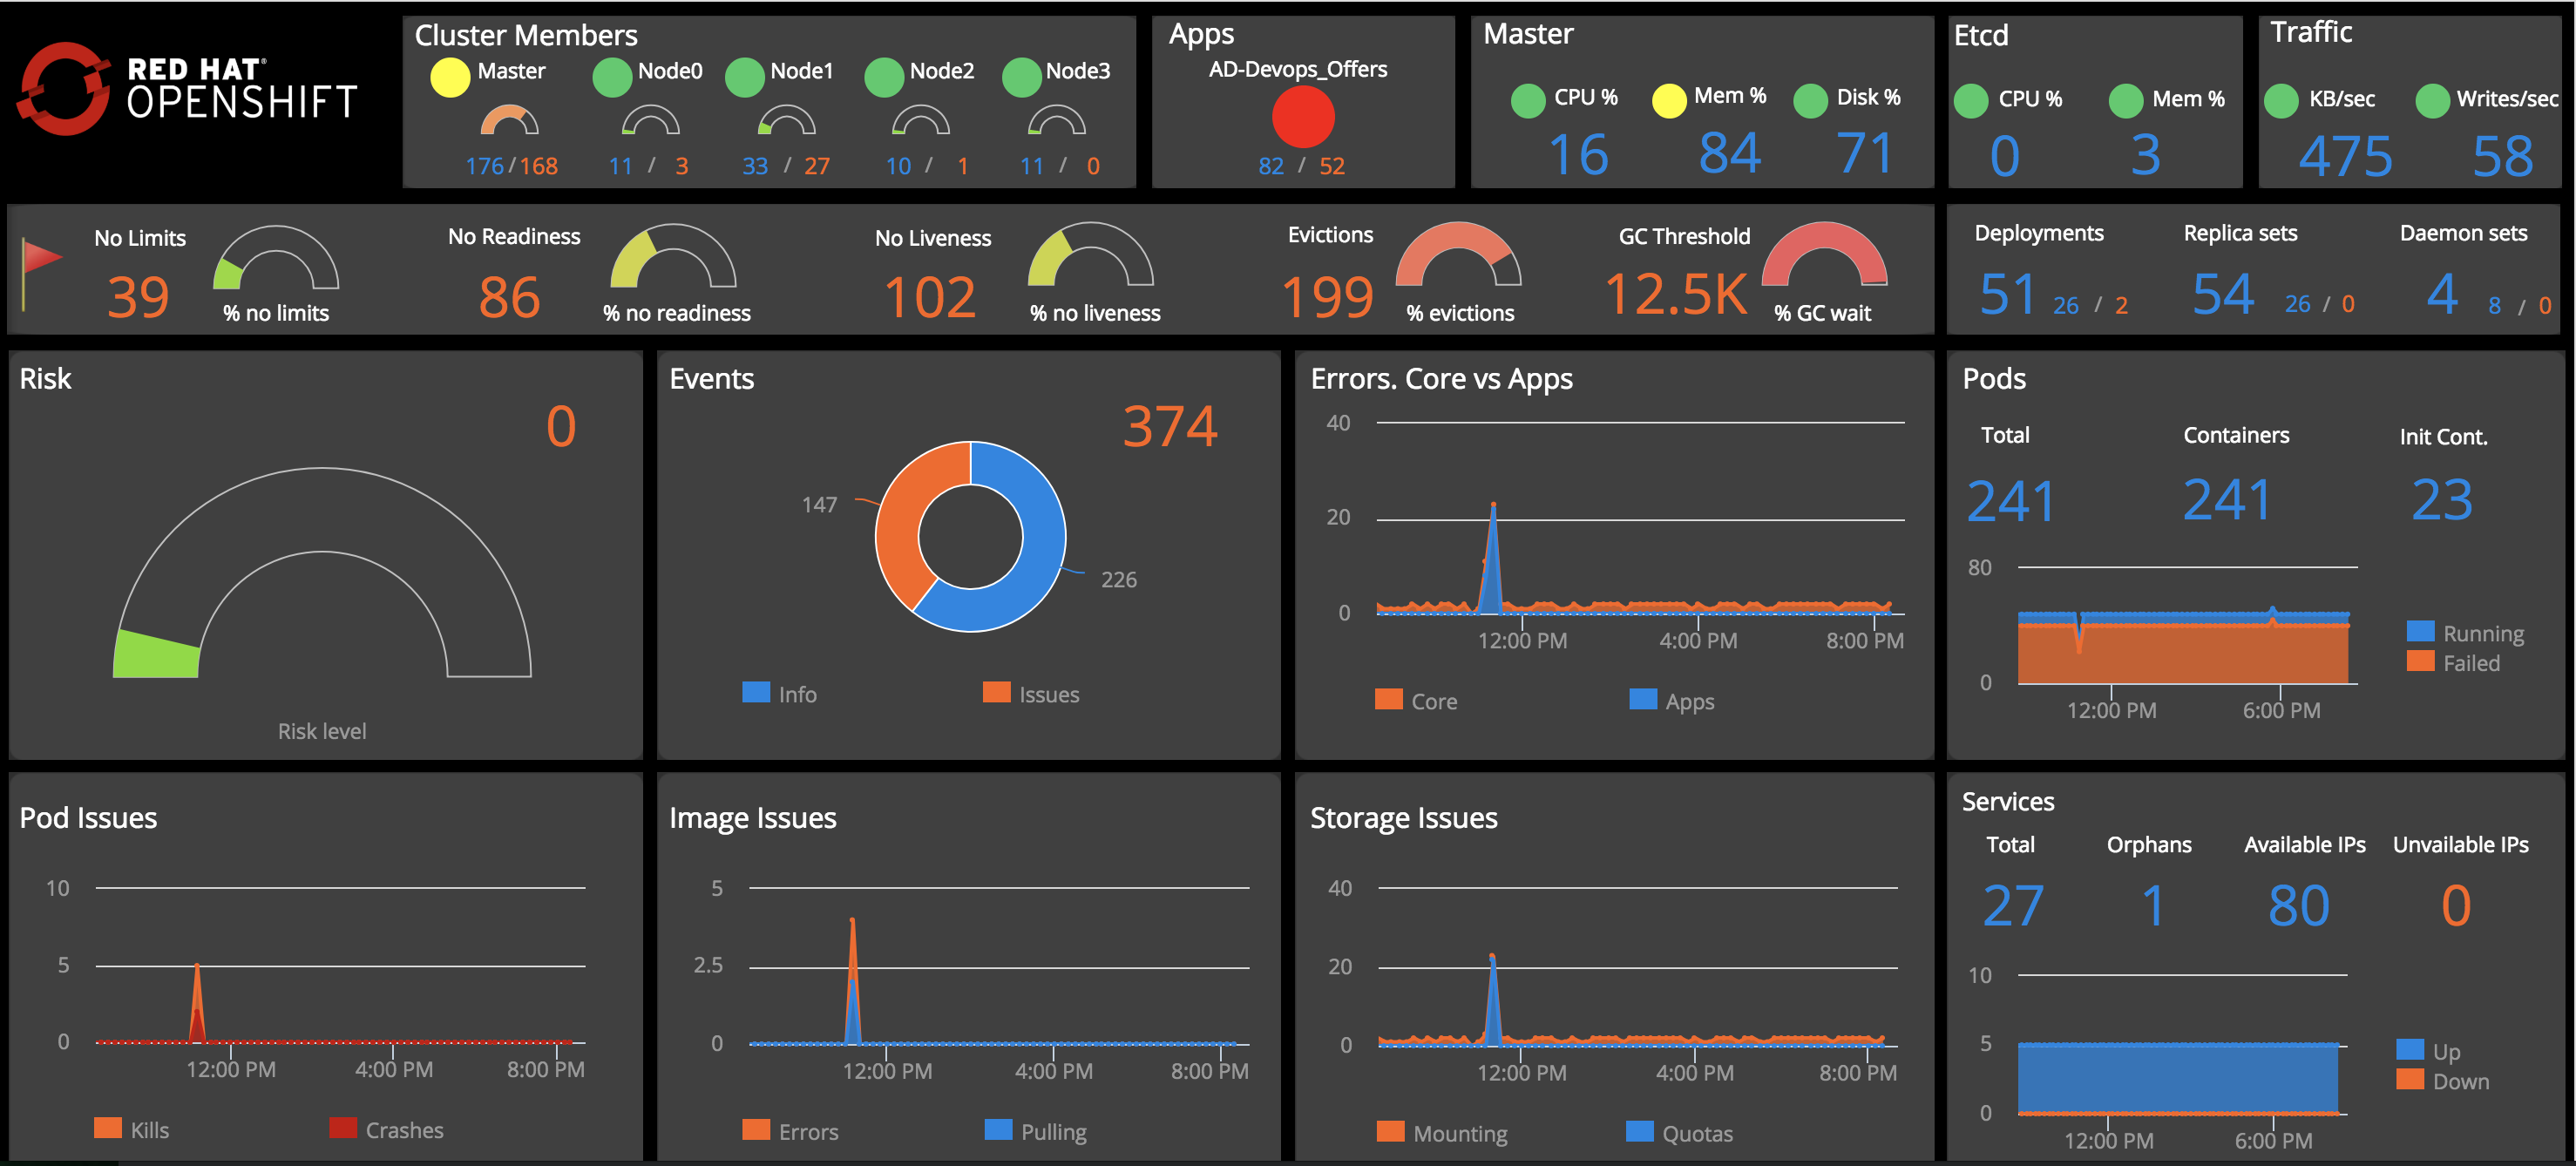 RED HAT®
OPENSHIFT
Cluster Members
Master
Node0
Node1
Node2
Node3
176 / 168
11 / 3
33 / 27
10 / 1
11 / 0
Apps
AD-Devops_Offers
82 / 52
Master
CPU %
Mem %
Disk %
16
84
71
Etcd
CPU %
Mem %
0
3
Traffic
KB/sec
Writes/sec
475
58
No Limits
39
% no limits
No Readiness
86
% no readiness
No Liveness
102
% no liveness
Evictions
199
% evictions
GC Threshold
12.5K
% GC wait
Deployments
51 26 / 2
Replica sets
54 26 / 0
Daemon sets
4 8 / 0
Risk
0
Risk level
Events
374
147
226
Info
Issues
Errors. Core vs Apps
40
20
0
12:00 PM
4:00 PM
8:00 PM
Core
Apps
Pods
Total
Containers
Init Cont.
241
241
23
80
0
12:00 PM
6:00 PM
Running
Failed
Pod Issues
10
5
0
12:00 PM
4:00 PM
8:00 PM
Kills
Crashes
Image Issues
5
2.5
0
12:00 PM
4:00 PM
8:00 PM
Errors
Pulling
Storage Issues
40
20
0
12:00 PM
4:00 PM
8:00 PM
Mounting
Quotas
Services
Total
Orphans
Available IPs
Unvailable IPs
27
1
80
0
10
5
0
12:00 PM
6:00 PM
Up
Down